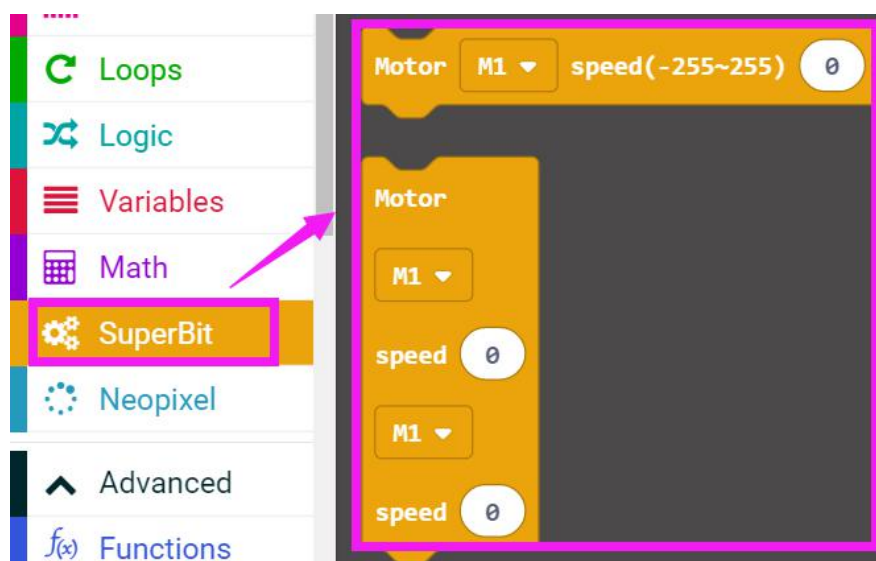 Loops
Logic
Variables
Math
SuperBit
Neopixel
Advanced
f(x) Functions
Motor M1 speed(-255~255) 0
Motor
M1
speed 0
M1
speed 0